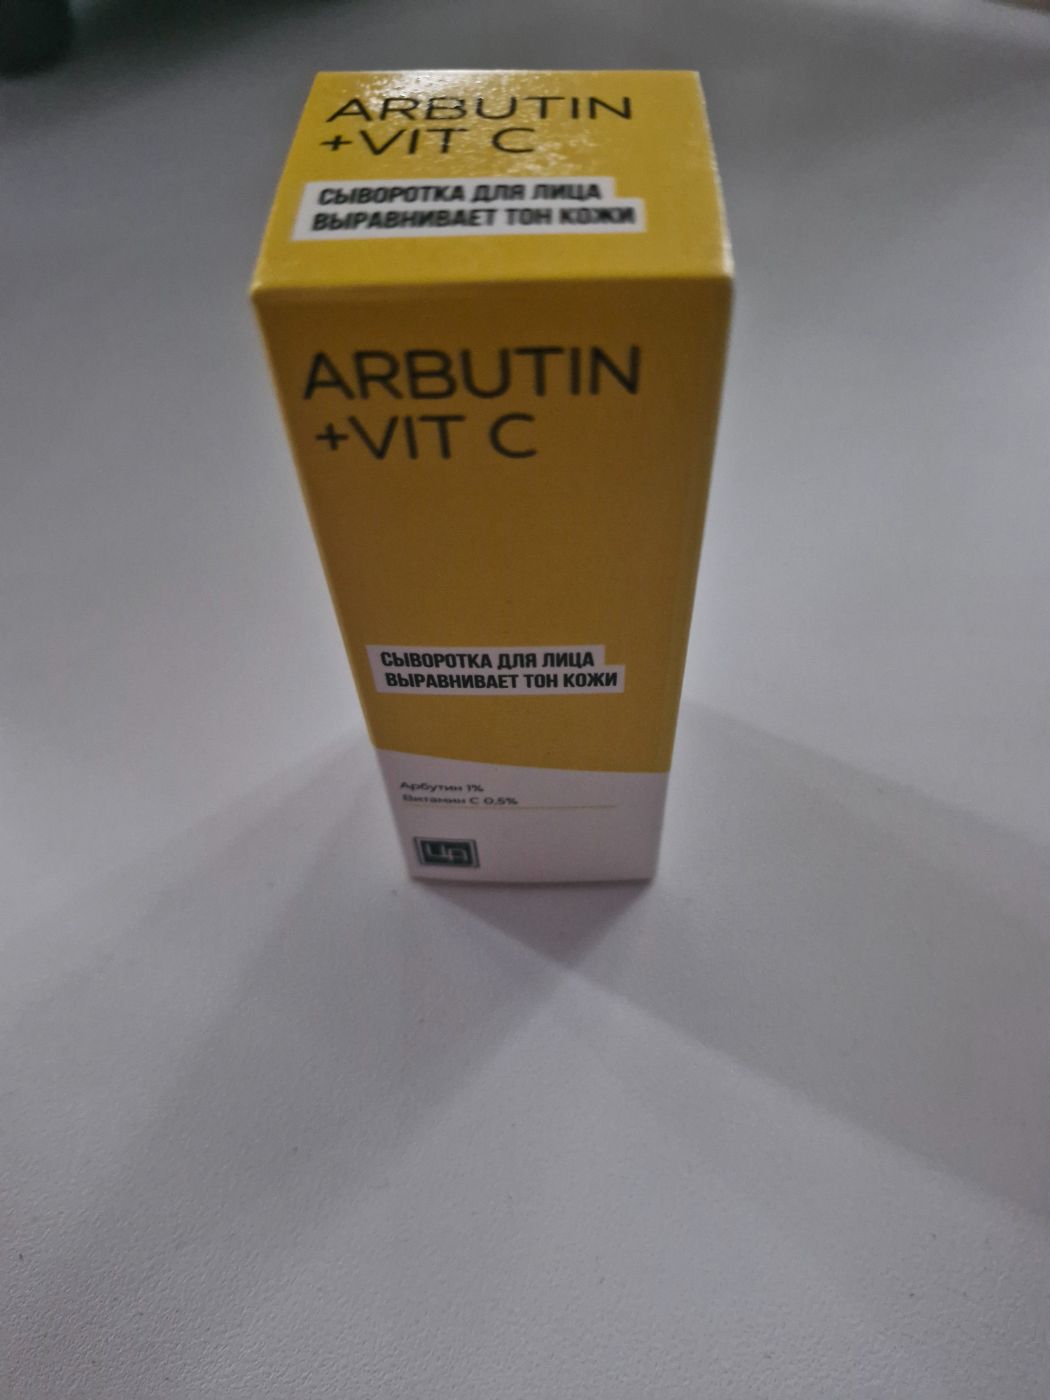 ARBUTIN
+VIT C
СЫВОРОТКА ДЛЯ ЛИЦА
ВЫРАВНИВАЕТ ТОН КОЖИ
ARBUTIN
+VIT C
СЫВОРОТКА ДЛЯ ЛИЦА
ВЫРАВНИВАЕТ ТОН КОЖИ
Арбутин 1%
Витамин С 0,5%